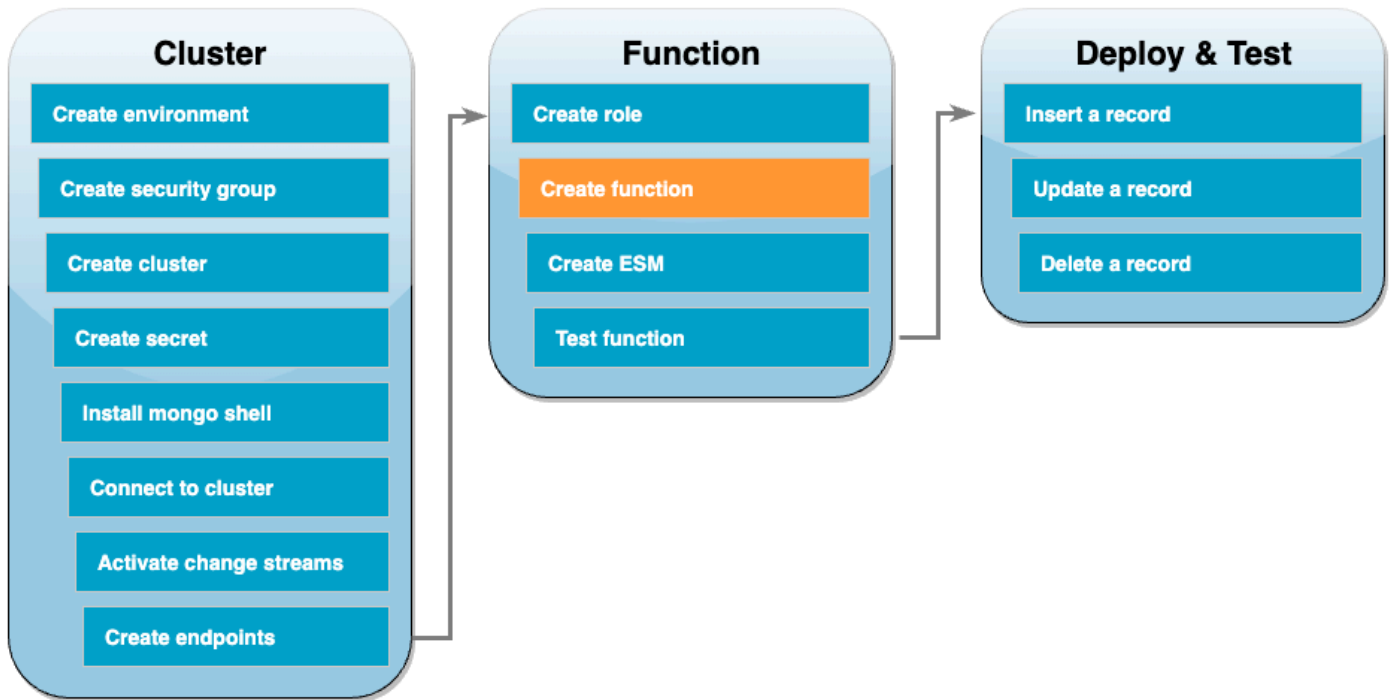 Cluster
Create environment
Create security group
Create cluster
Create secret
Install mongo shell
Connect to cluster
Activate change streams
Create endpoints
Function
Create role
Create function
Create ESM
Test function
Deploy & Test
Insert a record
Update a record
Delete a record